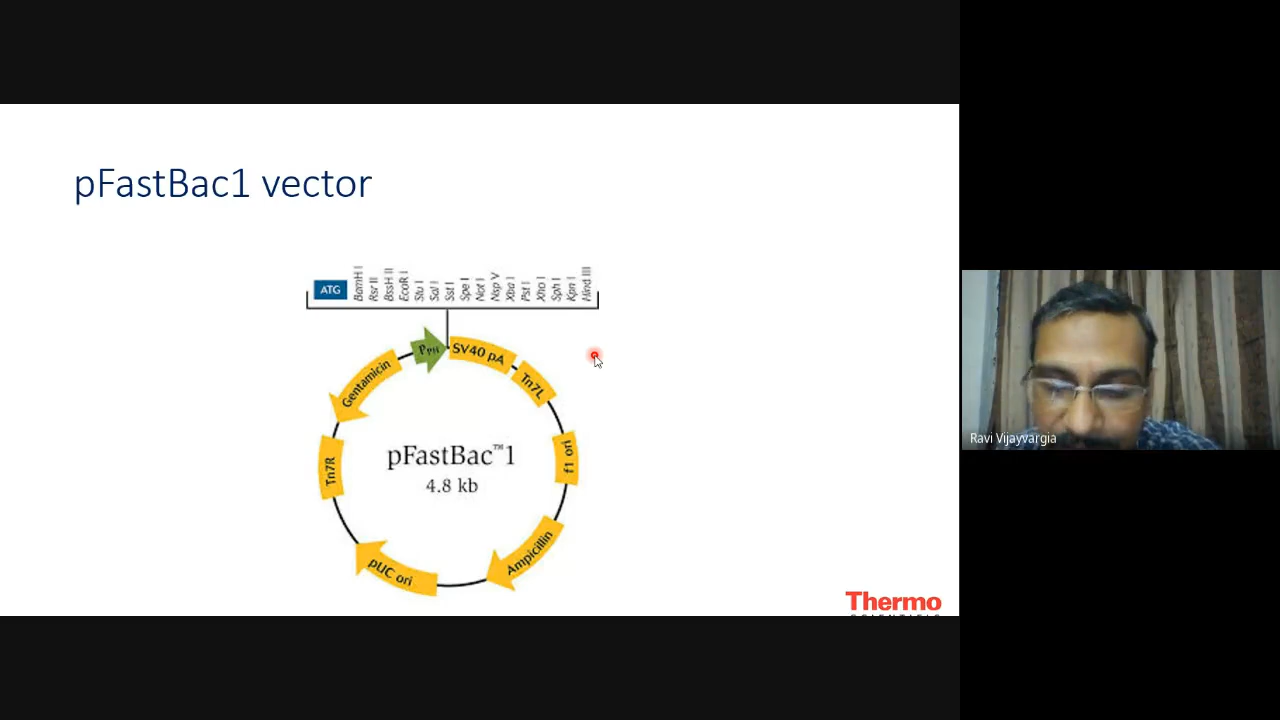 pFastBac1 vector
ATG
BamH I
Rsr II
BssH II
EcoR I
Stu I
Sal I
Sst I
Spe I
Not I
Nsp V
Xba I
Pst I
Xho I
Sph I
Kpn I
Hind III
PPH
SV40 pA
Tn7L
f1 ori
Ampicillin
pUC ori
Tn7R
Gentamicin
pFastBac™1
4.8 kb
Thermo
Ravi Vijayvargia